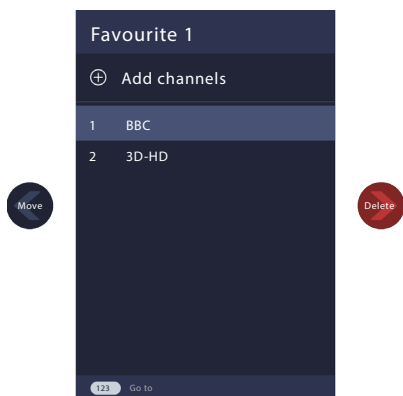 Favourite 1
Add channels
1 BBC
2 3D-HD
Move
Delete
123 Go to